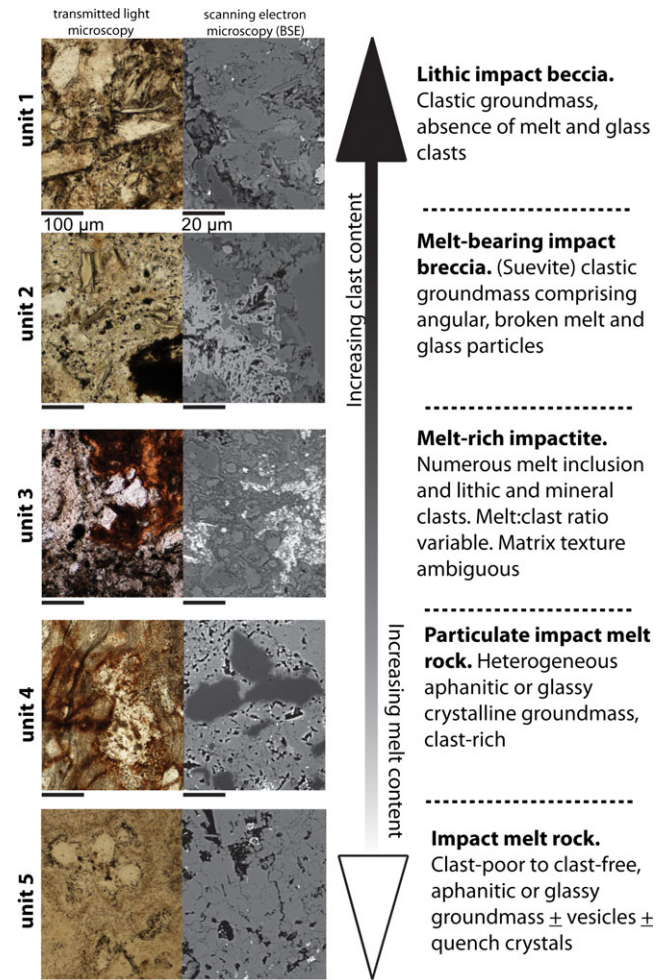 transmitted light
microscopy
scanning electron
microscopy (BSE)
unit 1
100 µm
20 µm
unit 2
unit 3
unit 4
unit 5
Increasing clast content
Increasing melt content
Lithic impact beccia.
Clastic groundmass,
absence of melt and glass
clasts
Melt-bearing impact
breccia. (Suevite) clastic
groundmass comprising
angular, broken melt and
glass particles
Melt-rich impactite.
Numerous melt inclusion
and lithic and mineral
clasts. Melt:clast ratio
variable. Matrix texture
ambiguous
Particulate impact melt
rock. Heterogeneous
aphanitic or glassy
crystalline groundmass,
clast-rich
Impact melt rock.
Clast-poor to clast-free,
aphanitic or glassy
groundmass ± vesicles ±
quench crystals